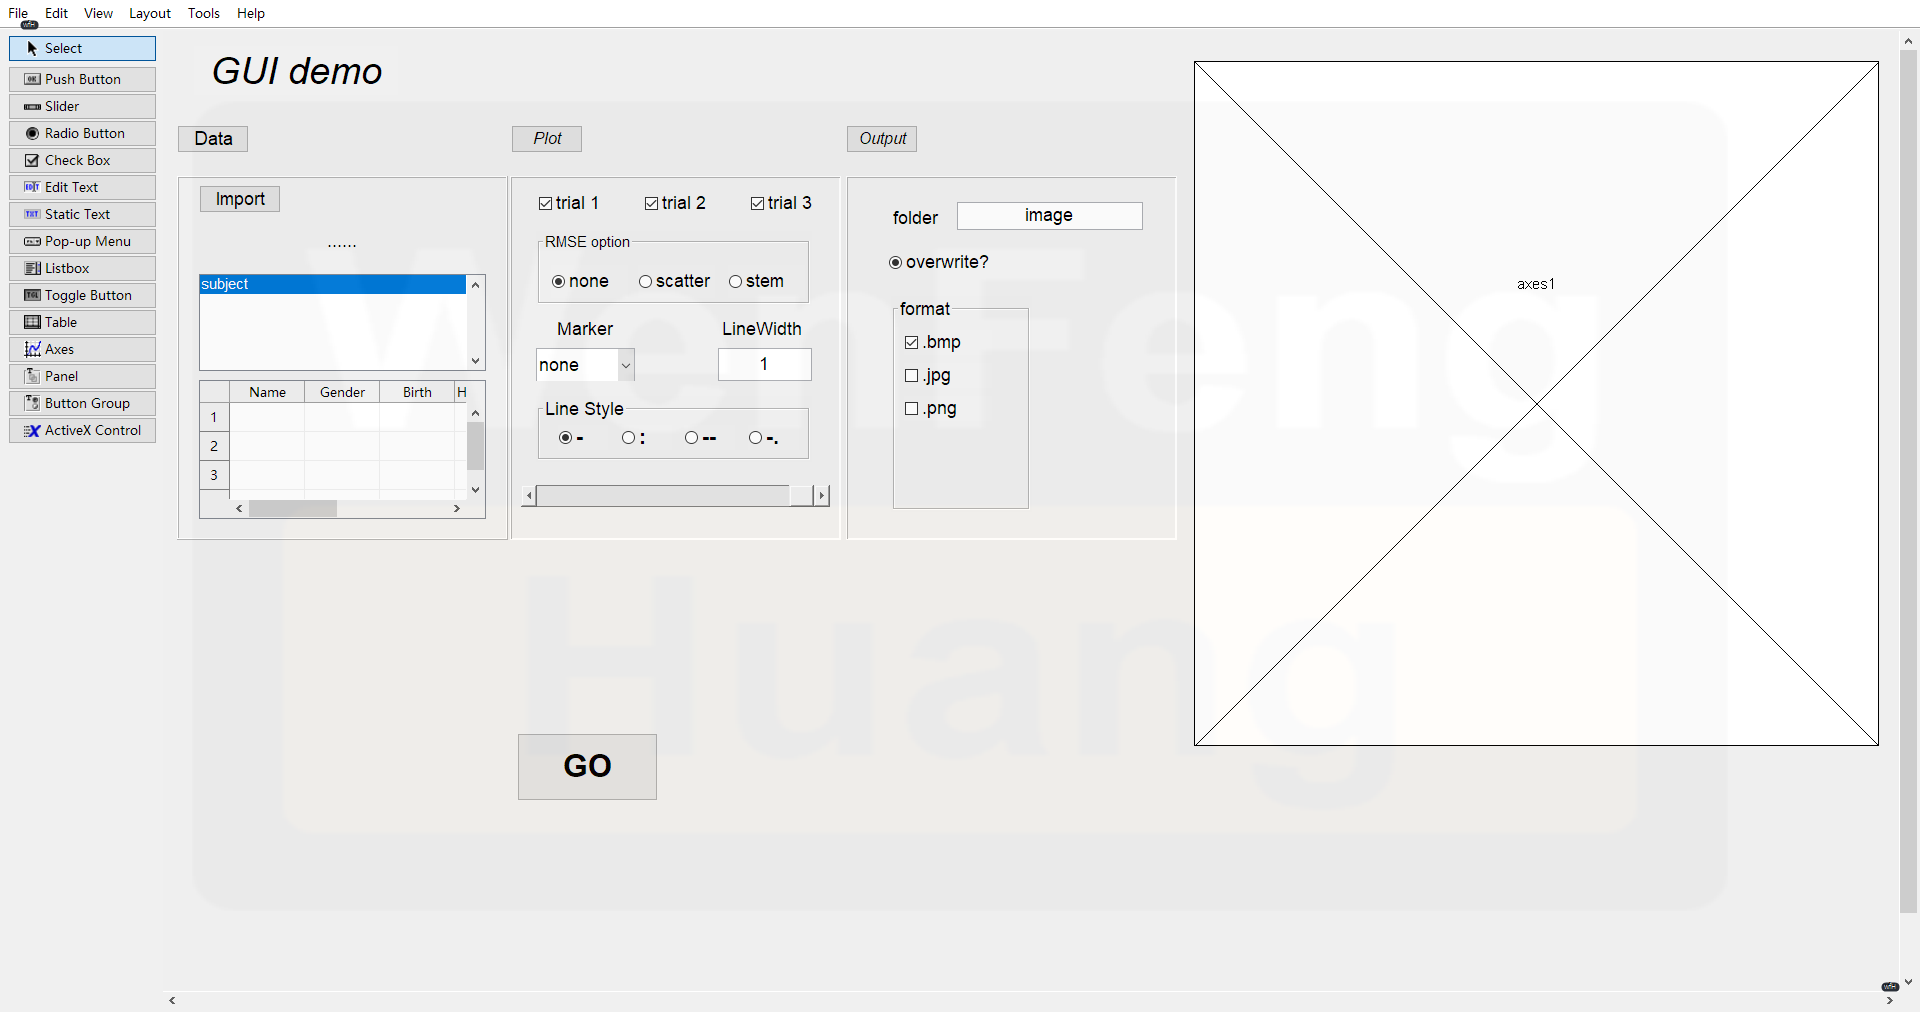 File Edit View Layout Tools Help
Select
Push Button
Slider
Radio Button
Check Box
Edit Text
Static Text
Pop-up Menu
Listbox
Toggle Button
Table
Axes
Panel
Button Group
ActiveX Control
GUI demo
Data
Import
......
subject
Name Gender Birth H
1
2
3
Plot
trial 1 trial 2 trial 3
RMSE option
none scatter stem
Marker LineWidth
none 1
Line Style
- : -- -.
Output
folder image
overwrite?
format
.bmp
.jpg
.png
axes1
GO
WenFeng
Huang